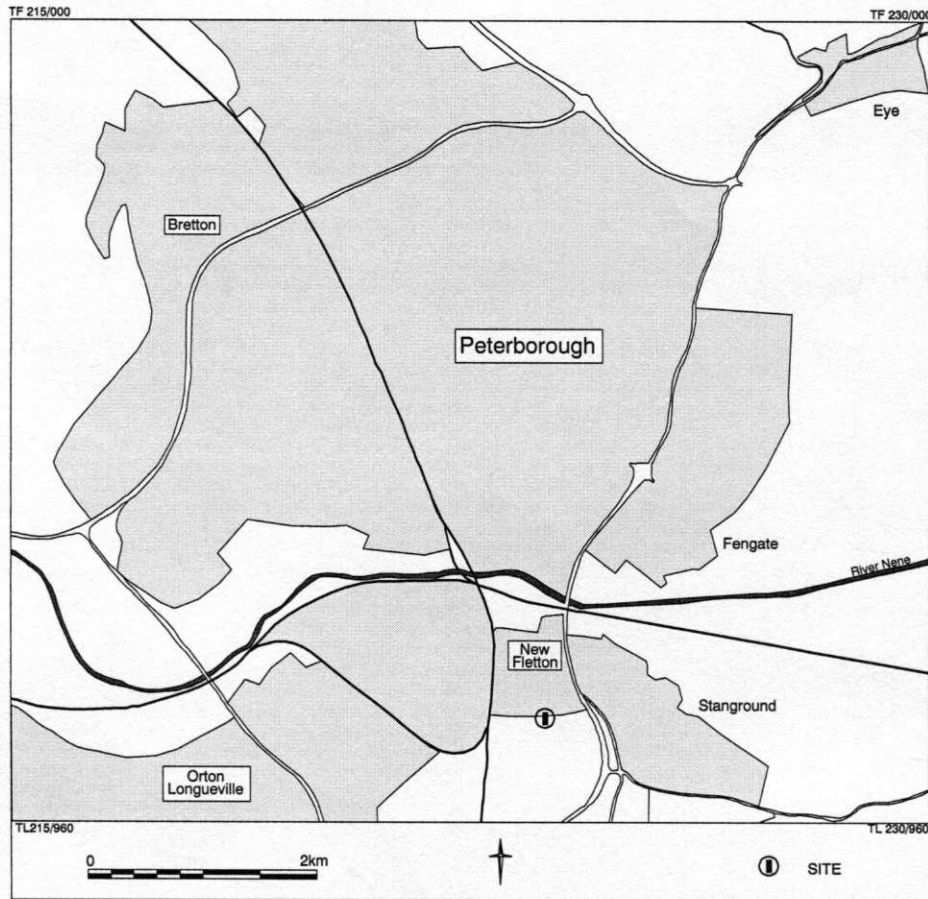 TF 215/000
TF 230/000
Eye
Bretton
Peterborough
Fengate
River Nene
New
Fletton
Stanground
Orton
Longueville
TL215/960
TL 230/960
0
2km
SITE